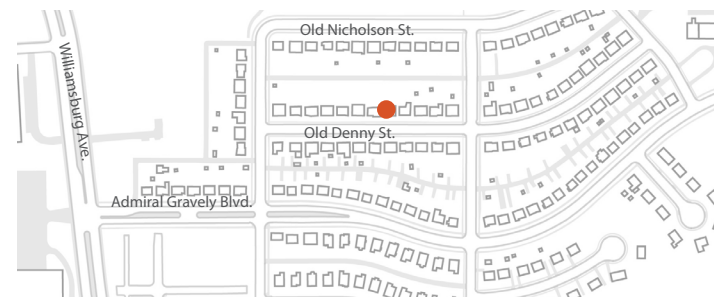 Old Nicholson St.
Williamsburg Ave.
Old Denny St.
Admiral Gravely Blvd.